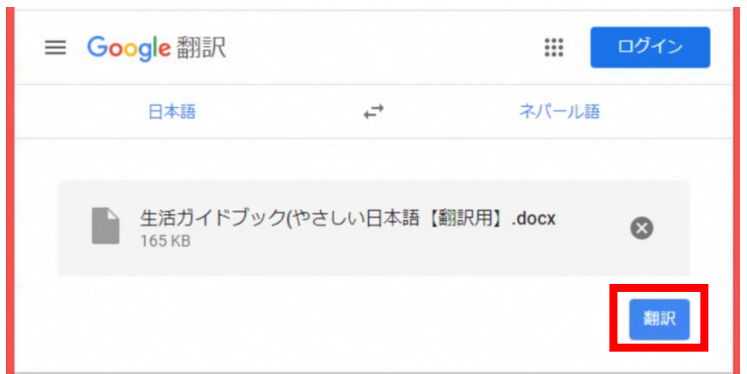 Google 翻訳
ログイン
日本語
ネパール語
生活ガイドブック(やさしい日本語【翻訳用】.docx
165 KB
翻訳